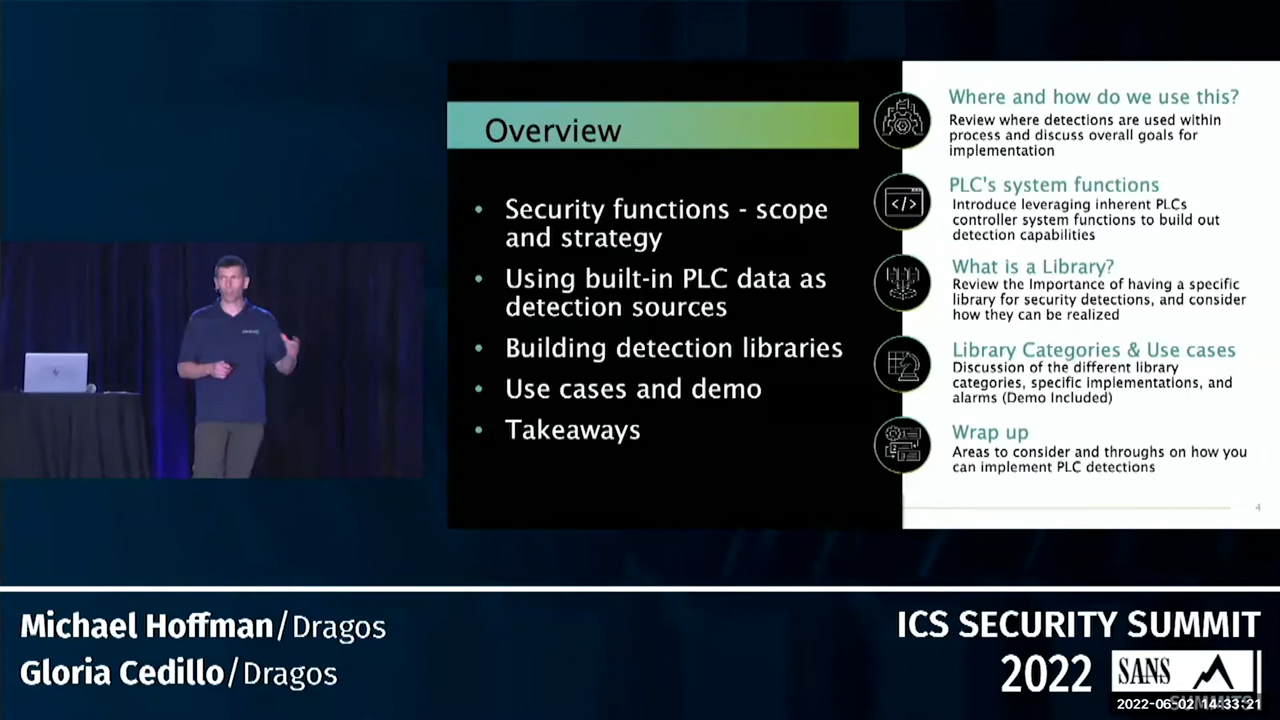 Overview
• Security functions - scope
and strategy
• Using built-in PLC data as
detection sources
• Building detection libraries
• Use cases and demo
• Takeaways
Where and how do we use this?
Review where detections are used within
process and discuss overall goals for
implementation
PLC's system functions
Introduce leveraging inherent PLCs
controller system functions to build out
detection capabilities
What is a Library?
Review the Importance of having a specific
library for security detections, and consider
how they can be realized
Library Categories & Use cases
Discussion of the different library
categories, specific implementations, and
alarms (Demo Included)
Wrap up
Areas to consider and throughs on how you
can implement PLC detections
4
Michael Hoffman/Dragos
Gloria Cedillo/Dragos
ICS SECURITY SUMMIT
2022
SANS
SUMMITS
2022-06-02 14:33:21